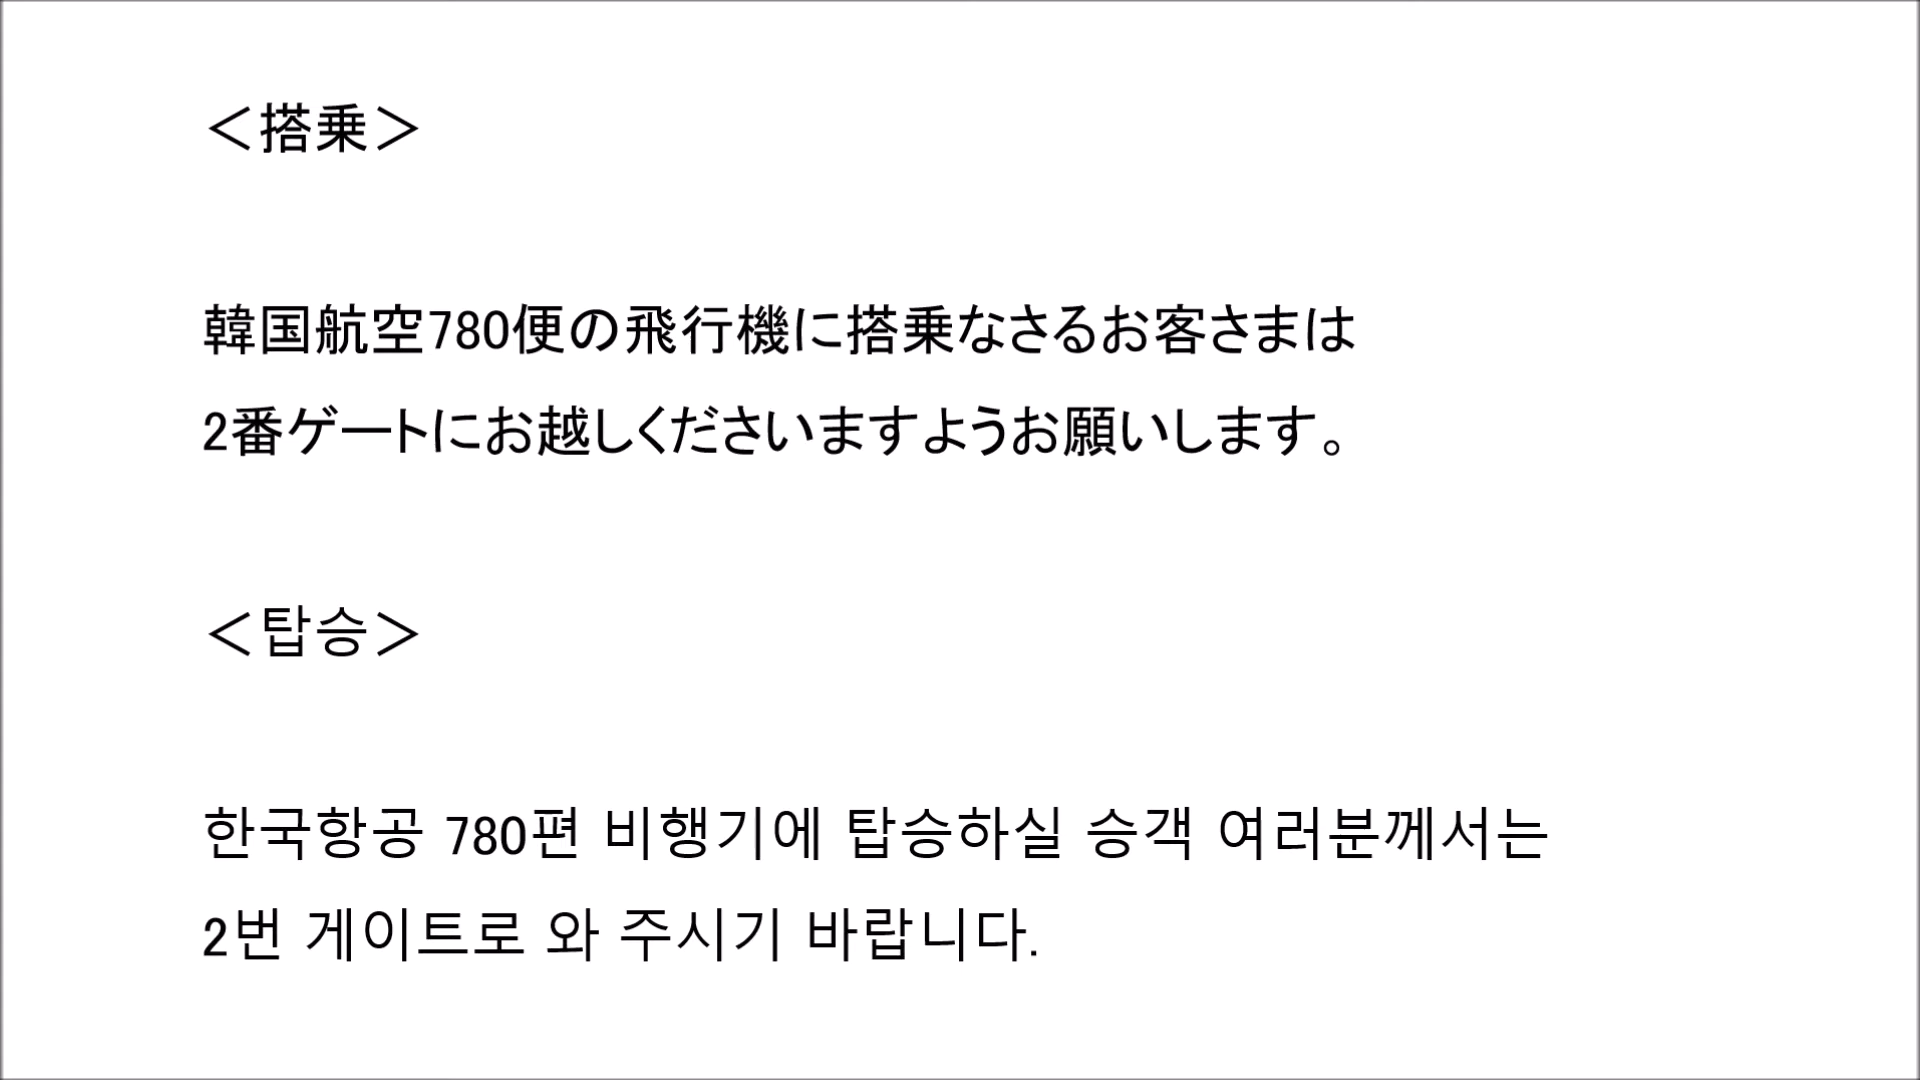 ＜搭乗＞
韓国航空780便の飛行機に搭乗なさるお客さまは
2番ゲートにお越しくださいますようお願いします。
＜탑승＞
한국항공 780편 비행기에 탑승하실 승객 여러분께서는
2번 게이트로 와 주시기 바랍니다.